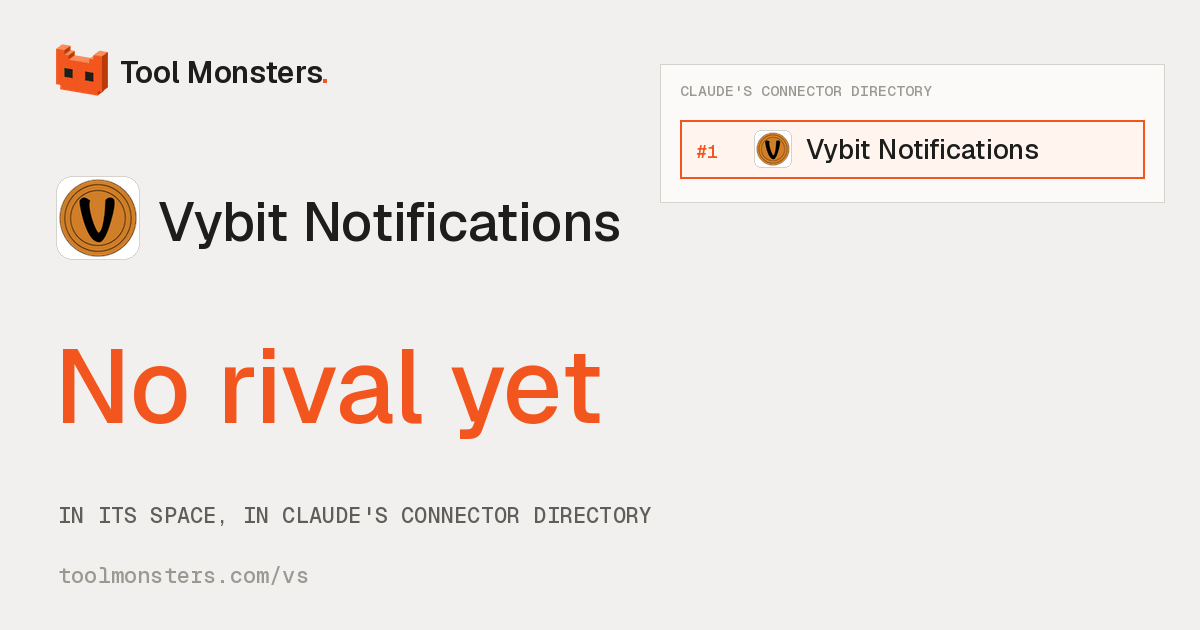 Tool Monsters.
Vybit Notifications
No rival yet
IN ITS SPACE, IN CLAUDE'S CONNECTOR DIRECTORY
toolmonsters.com/vs
CLAUDE'S CONNECTOR DIRECTORY
#1 Vybit Notifications